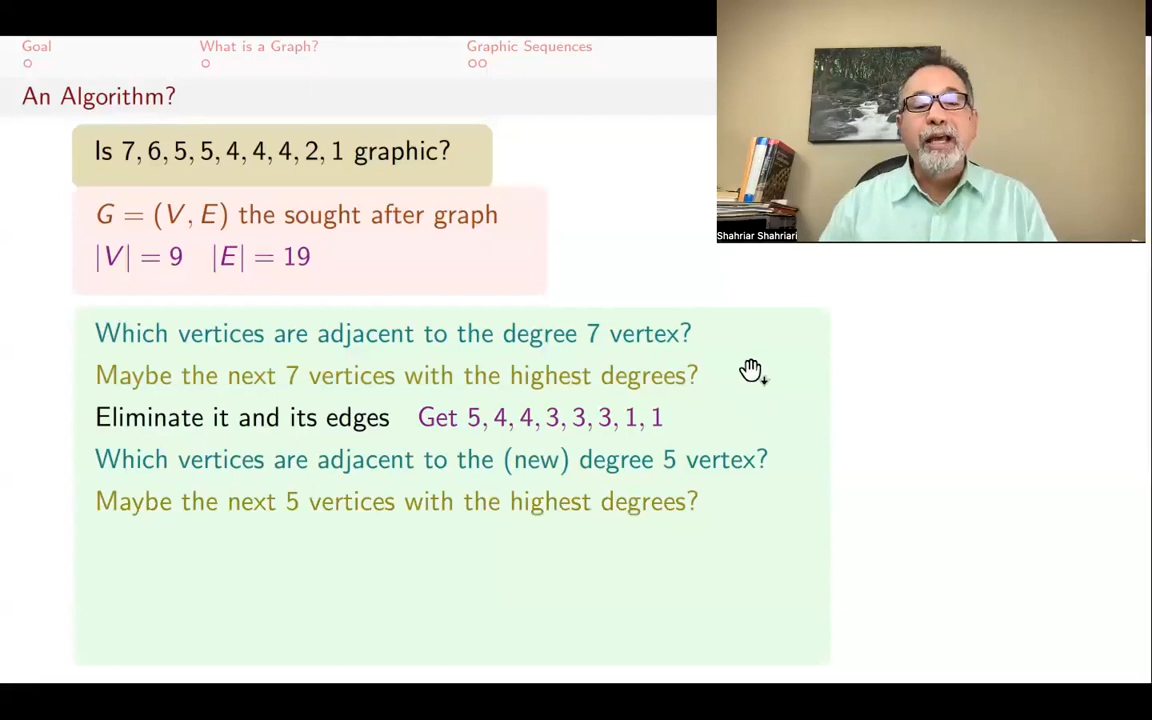 Goal
What is a Graph?
Graphic Sequences
An Algorithm?
Is 7, 6, 5, 5, 4, 4, 4, 2, 1 graphic?
G = (V, E) the sought after graph
|V| = 9 |E| = 19
Which vertices are adjacent to the degree 7 vertex?
Maybe the next 7 vertices with the highest degrees?
Eliminate it and its edges Get 5, 4, 4, 3, 3, 3, 1, 1
Which vertices are adjacent to the (new) degree 5 vertex?
Maybe the next 5 vertices with the highest degrees?
Shahriar Shahriari